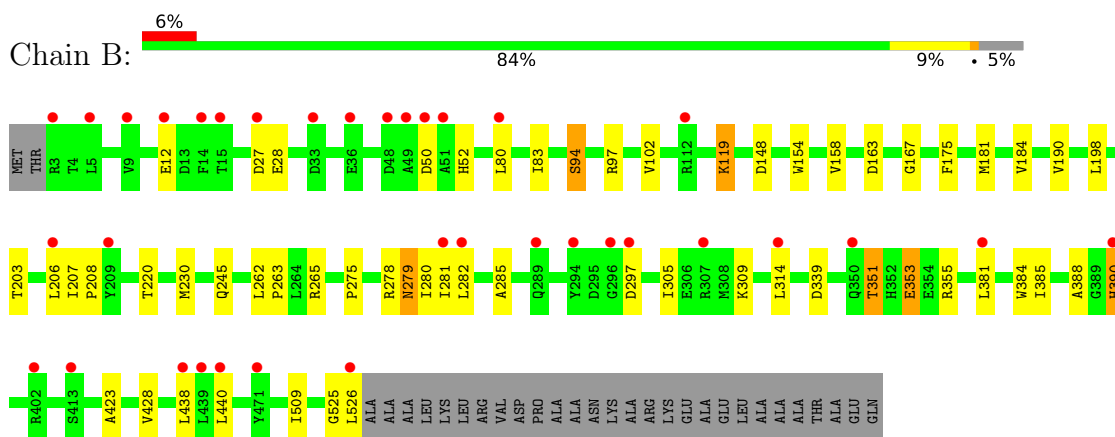 6%
Chain B:
84% 9% • 5%
MET THR R3 T4 L5 V9 E12 D13 F14 T15 D27 E28 D33 E36 D48 A49 D50 A51 H52 L80 I83 S94 R97 V102 R112 K119 D148 W154 V158 D163 G167 F175 M181 V184 V190 L198
T203 L206 I207 P208 Y209 T220 M230 Q245 L262 P263 L264 R265 P275 R278 N279 I280 I281 L282 A285 Q289 Y294 D295 G296 D297 I305 E306 R307 M308 K309 L314 D339 Q350 T351 H352 E353 E354 R355 L381 W384 I385 A388 G389 H390
R402 S413 A423 V428 L438 L439 L440 Y471 I509 G525 L526 ALA ALA ALA LEU LYS LEU ARG VAL ASP PRO ALA ALA ASN LYS ALA ARG LYS GLU ALA GLU LEU ALA ALA ALA THR ALA GLU GLN